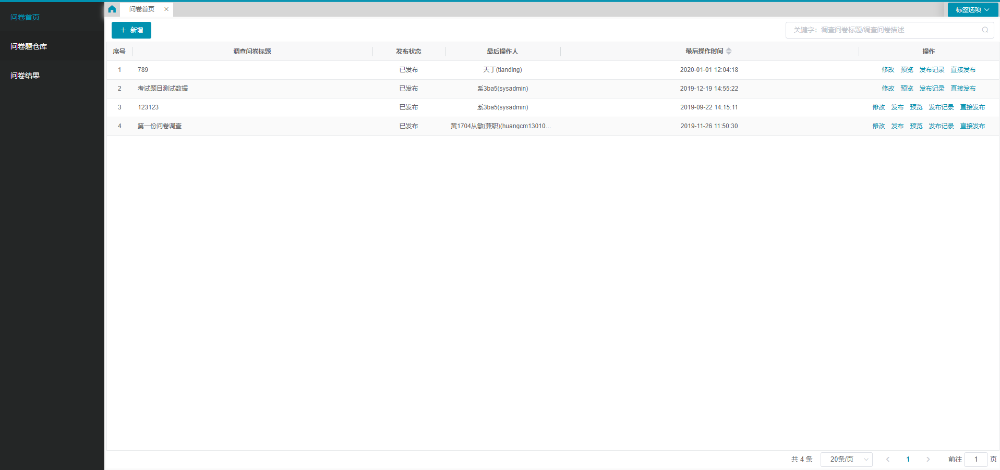 问卷首页
问卷题仓库
问卷结果
问卷首页
标签选项
新增
关键字：调查问卷标题/调查问卷描述
序号 调查问卷标题 发布状态 最后操作人 最后操作时间 操作
1 789 已发布 天丁(tianding) 2020-01-01 12:04:18 修改 预览 发布记录 直接发布
2 考试题目测试数据 已发布 系3ba5(sysadmin) 2019-12-19 14:55:22 修改 预览 发布记录 直接发布
3 123123 已发布 系3ba5(sysadmin) 2019-09-22 14:15:11 修改 发布 预览 发布记录 直接发布
4 第一份问卷调查 已发布 黄1704从敏(兼职)(huangcm13010... 2019-11-26 11:50:30 修改 发布 预览 发布记录 直接发布
共 4 条 20条/页 1 前往 1 页